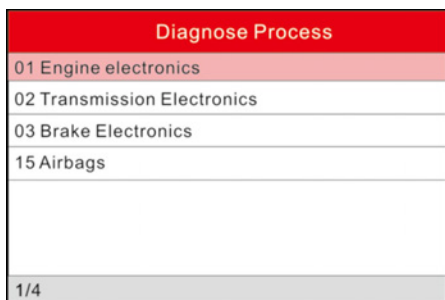 Diagnose Process
01 Engine electronics
02 Transmission Electronics
03 Brake Electronics
15 Airbags
1/4